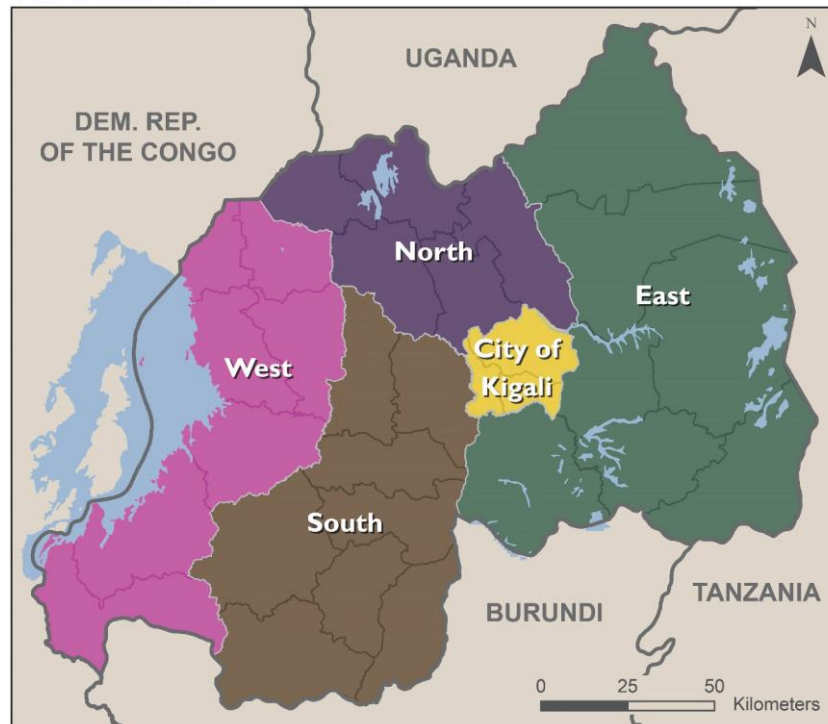 N
UGANDA
DEM. REP.
OF THE CONGO
North
East
City of
Kigali
West
South
BURUNDI
TANZANIA
0 25 50
Kilometers